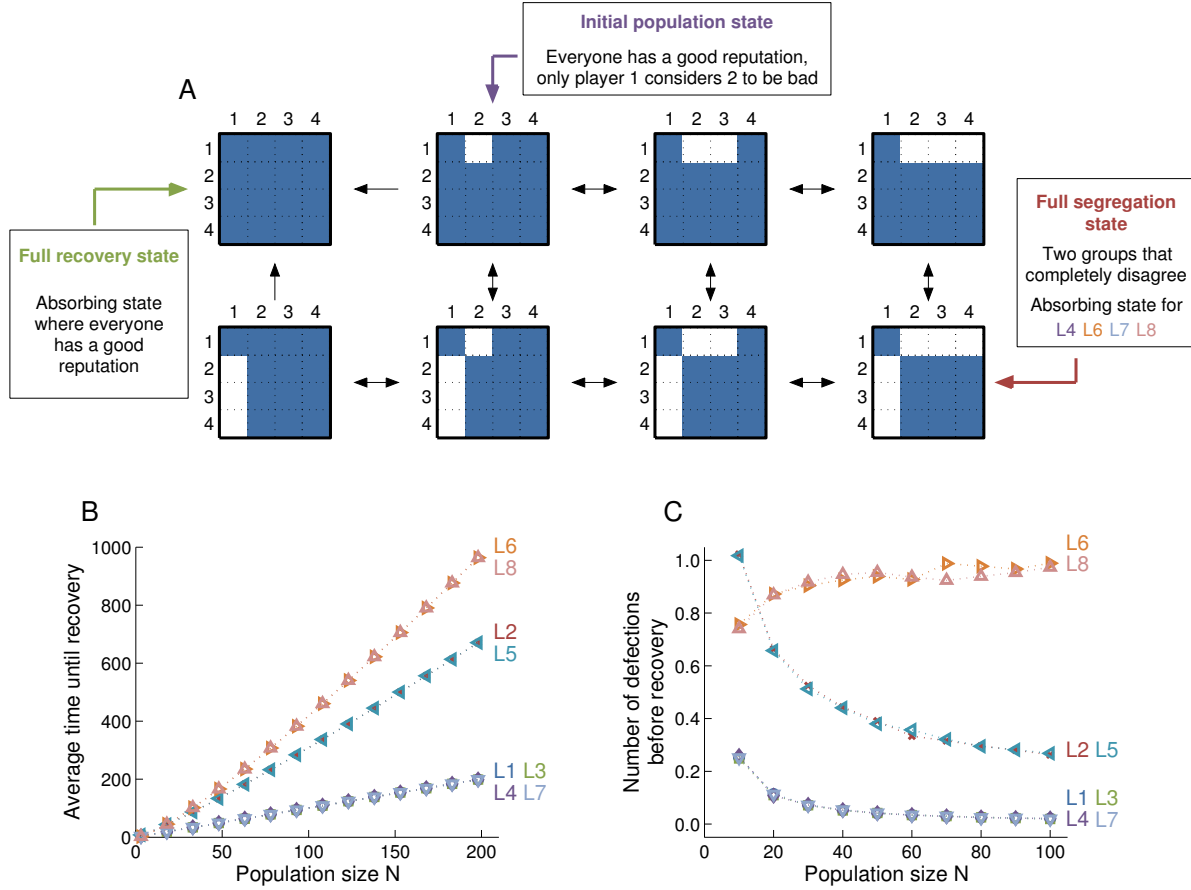 Initial population state
Everyone has a good reputation,
only player 1 considers 2 to be bad
A
1 2 3 4
1 2 3 4
1 2 3 4
1 2 3 4
1
2
3
4
1
2
3
4
1
2
3
4
1
2
3
4
Full recovery state
Absorbing state
where everyone
has a good
reputation
Full segregation
state
Two groups that
completely disagree
Absorbing state for
L4 L6 L7 L8
1 2 3 4
1 2 3 4
1 2 3 4
1 2 3 4
1
2
3
4
1
2
3
4
1
2
3
4
1
2
3
4
B
Average time until recovery
1000
800
600
400
200
0
0 50 100 150 200
Population size N
L6
L8
L2
L5
L1 L3
L4 L7
C
Number of defections
before recovery
1.0
0.8
0.6
0.4
0.2
0.0
0 20 40 60 80 100
Population size N
L6
L8
L2 L5
L1 L3
L4 L7